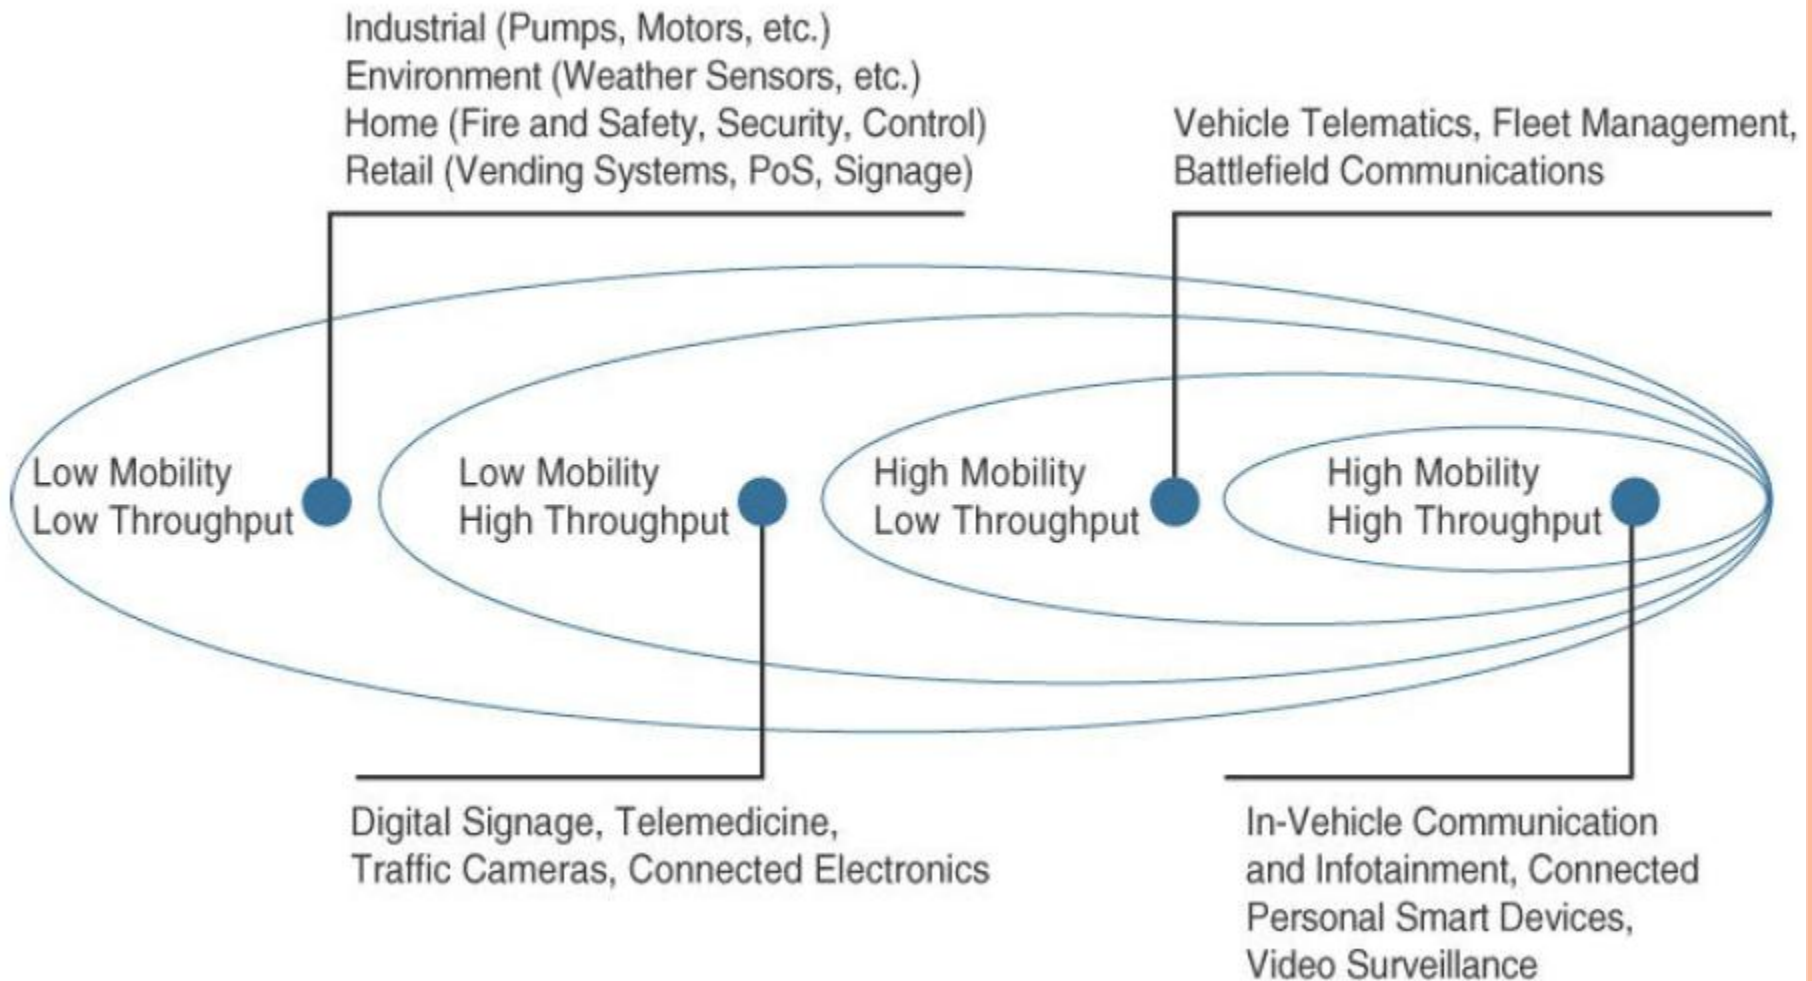 Industrial (Pumps, Motors, etc.)
Environment (Weather Sensors, etc.)
Home (Fire and Safety, Security, Control)
Retail (Vending Systems, PoS, Signage)
Vehicle Telematics, Fleet Management,
Battlefield Communications
Low Mobility
Low Throughput
Low Mobility
High Throughput
High Mobility
Low Throughput
High Mobility
High Throughput
Digital Signage, Telemedicine,
Traffic Cameras, Connected Electronics
In-Vehicle Communication
and Infotainment, Connected
Personal Smart Devices,
Video Surveillance